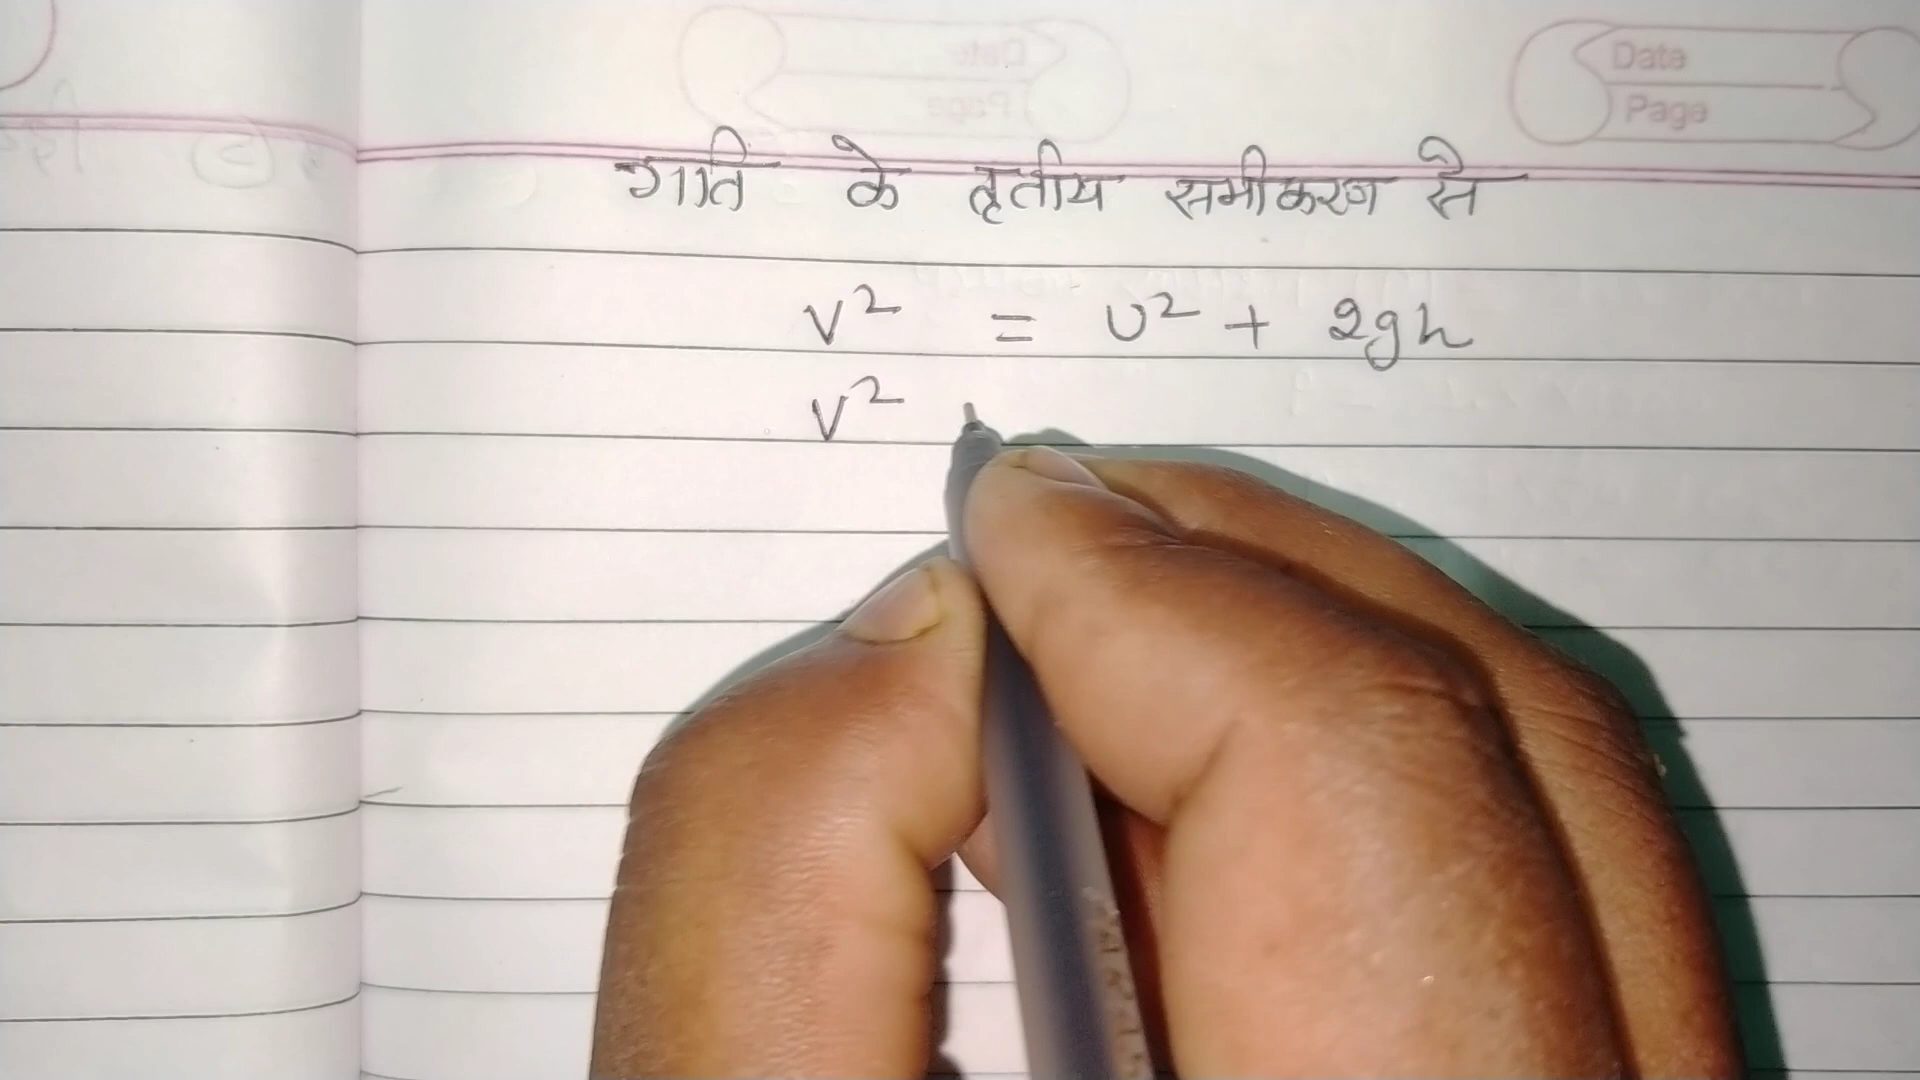 Date
Page
गति के तृतीय समीकरण से
v² = u² + 2gh
v²